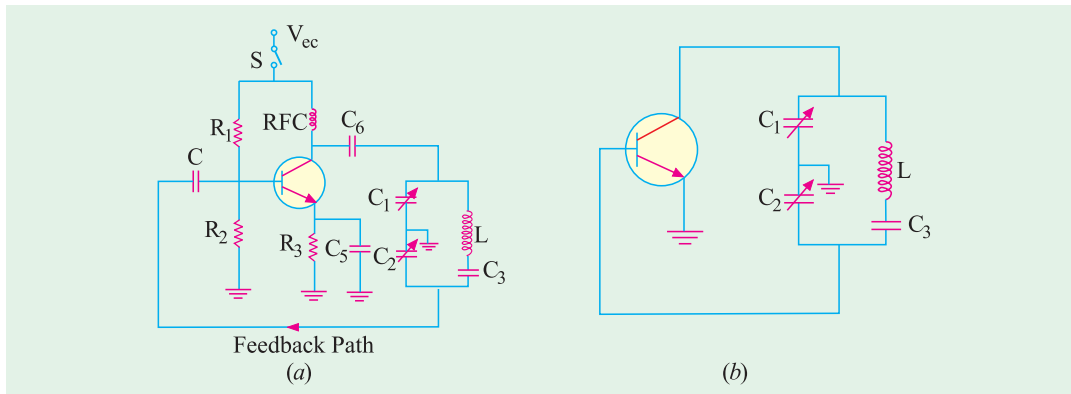 V_ec
S
R_1
RFC
C_6
C
C_1
R_2
R_3
C_5
C_2
L
C_3
Feedback Path
(a)
C_1
C_2
L
C_3
(b)